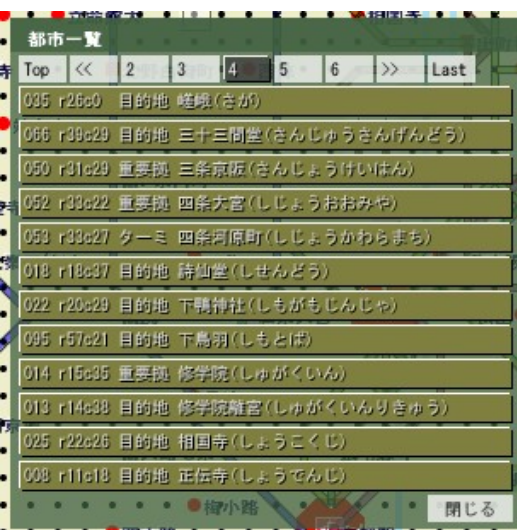 相国寺
都市一覧
Top << 2 3 4 5 6 >> Last
035 r26c0 目的地 嵯峨(さが)
066 r39c29 目的地 三十三間堂(さんじゅうさんげんどう)
050 r31c29 重要拠 三条京阪(さんじょうけいはん)
052 r33c22 重要拠 四条大宮(しじょうおおみや)
053 r33c27 ターミ 四条河原町(しじょうかわらまち)
018 r18c37 目的地 詩仙堂(しせんどう)
022 r20c29 目的地 下鴨神社(しもがもじんじゃ)
095 r57c21 目的地 下鳥羽(しもとば)
014 r15c35 重要拠 修学院(しゅがくいん)
013 r14c38 目的地 修学院離宮(しゅがくいんりきゅう)
025 r22c26 目的地 相国寺(しょうこくじ)
008 r11c18 目的地 正伝寺(しょうでんじ)
梅小路
閉じる